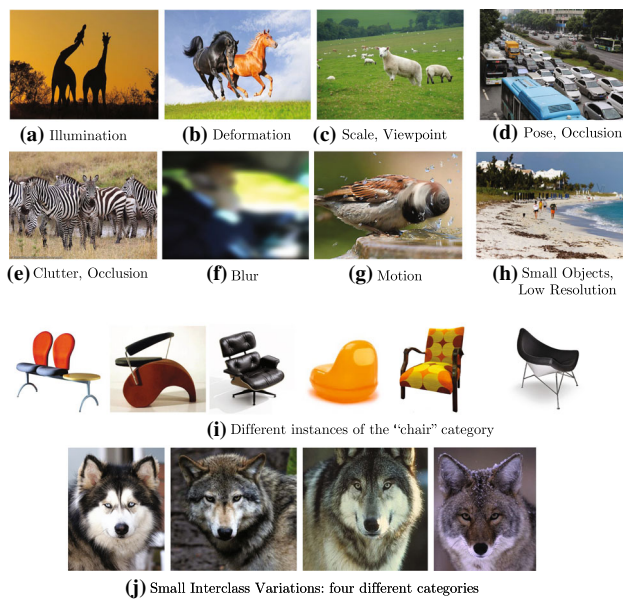 (a) Illumination
(b) Deformation
(c) Scale, Viewpoint
(d) Pose, Occlusion
(e) Clutter, Occlusion
(f) Blur
(g) Motion
(h) Small Objects,
Low Resolution
(i) Different instances of the “chair” category
(j) Small Interclass Variations: four different categories